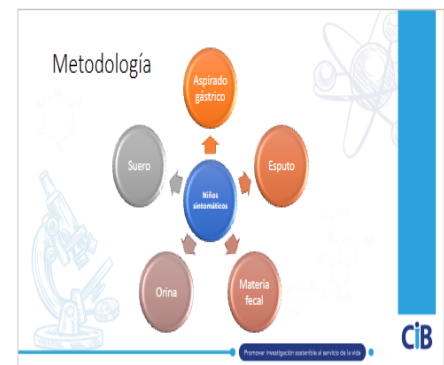 Metodología
Aspirado
gástrico
Suero
Esputo
Niños
sintomáticos
Orina
Materia
fecal
Promover investigación sostenible al servicio de la vida
CIB